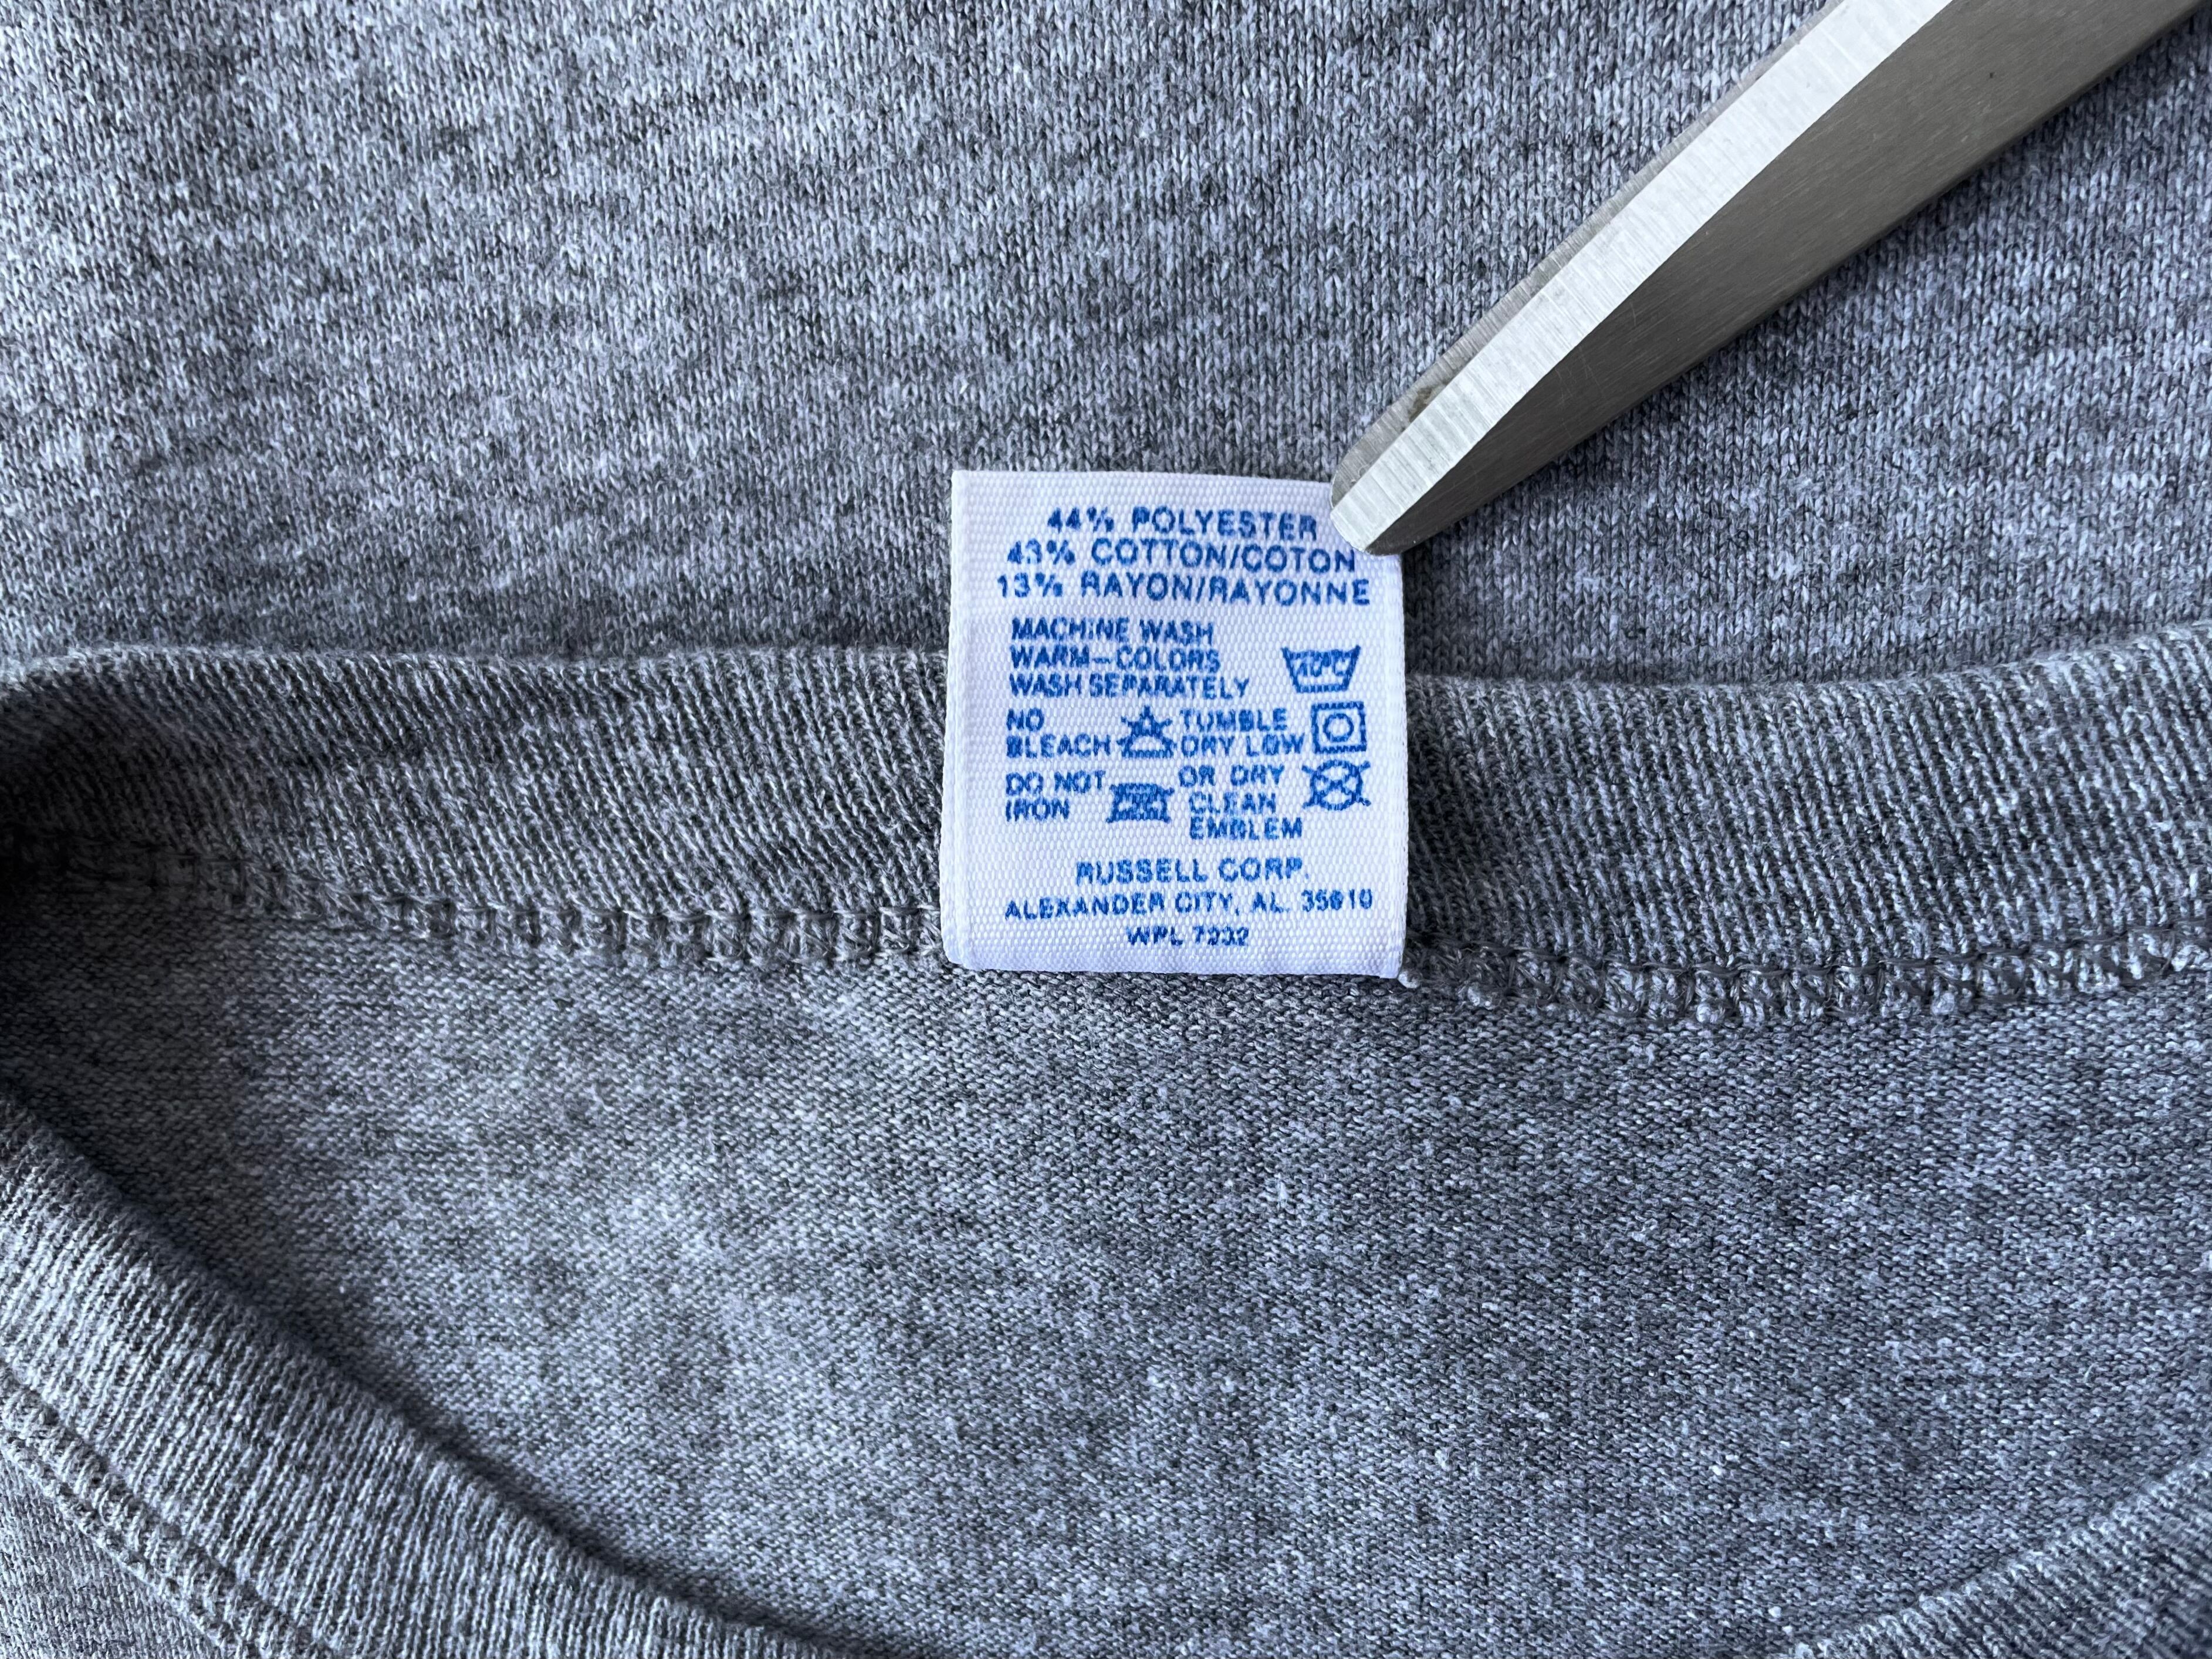 44% POLYESTER
43% COTTON/COTON
13% RAYON/RAYONNE
MACHINE WASH
WARM-COLORS
WASH SEPARATELY
NO
BLEACH
TUMBLE
DRY LOW
DO NOT
IRON
OR DRY
CLEAN
EMBLEM
RUSSELL CORP.
ALEXANDER CITY, AL. 35010
WPL 7232